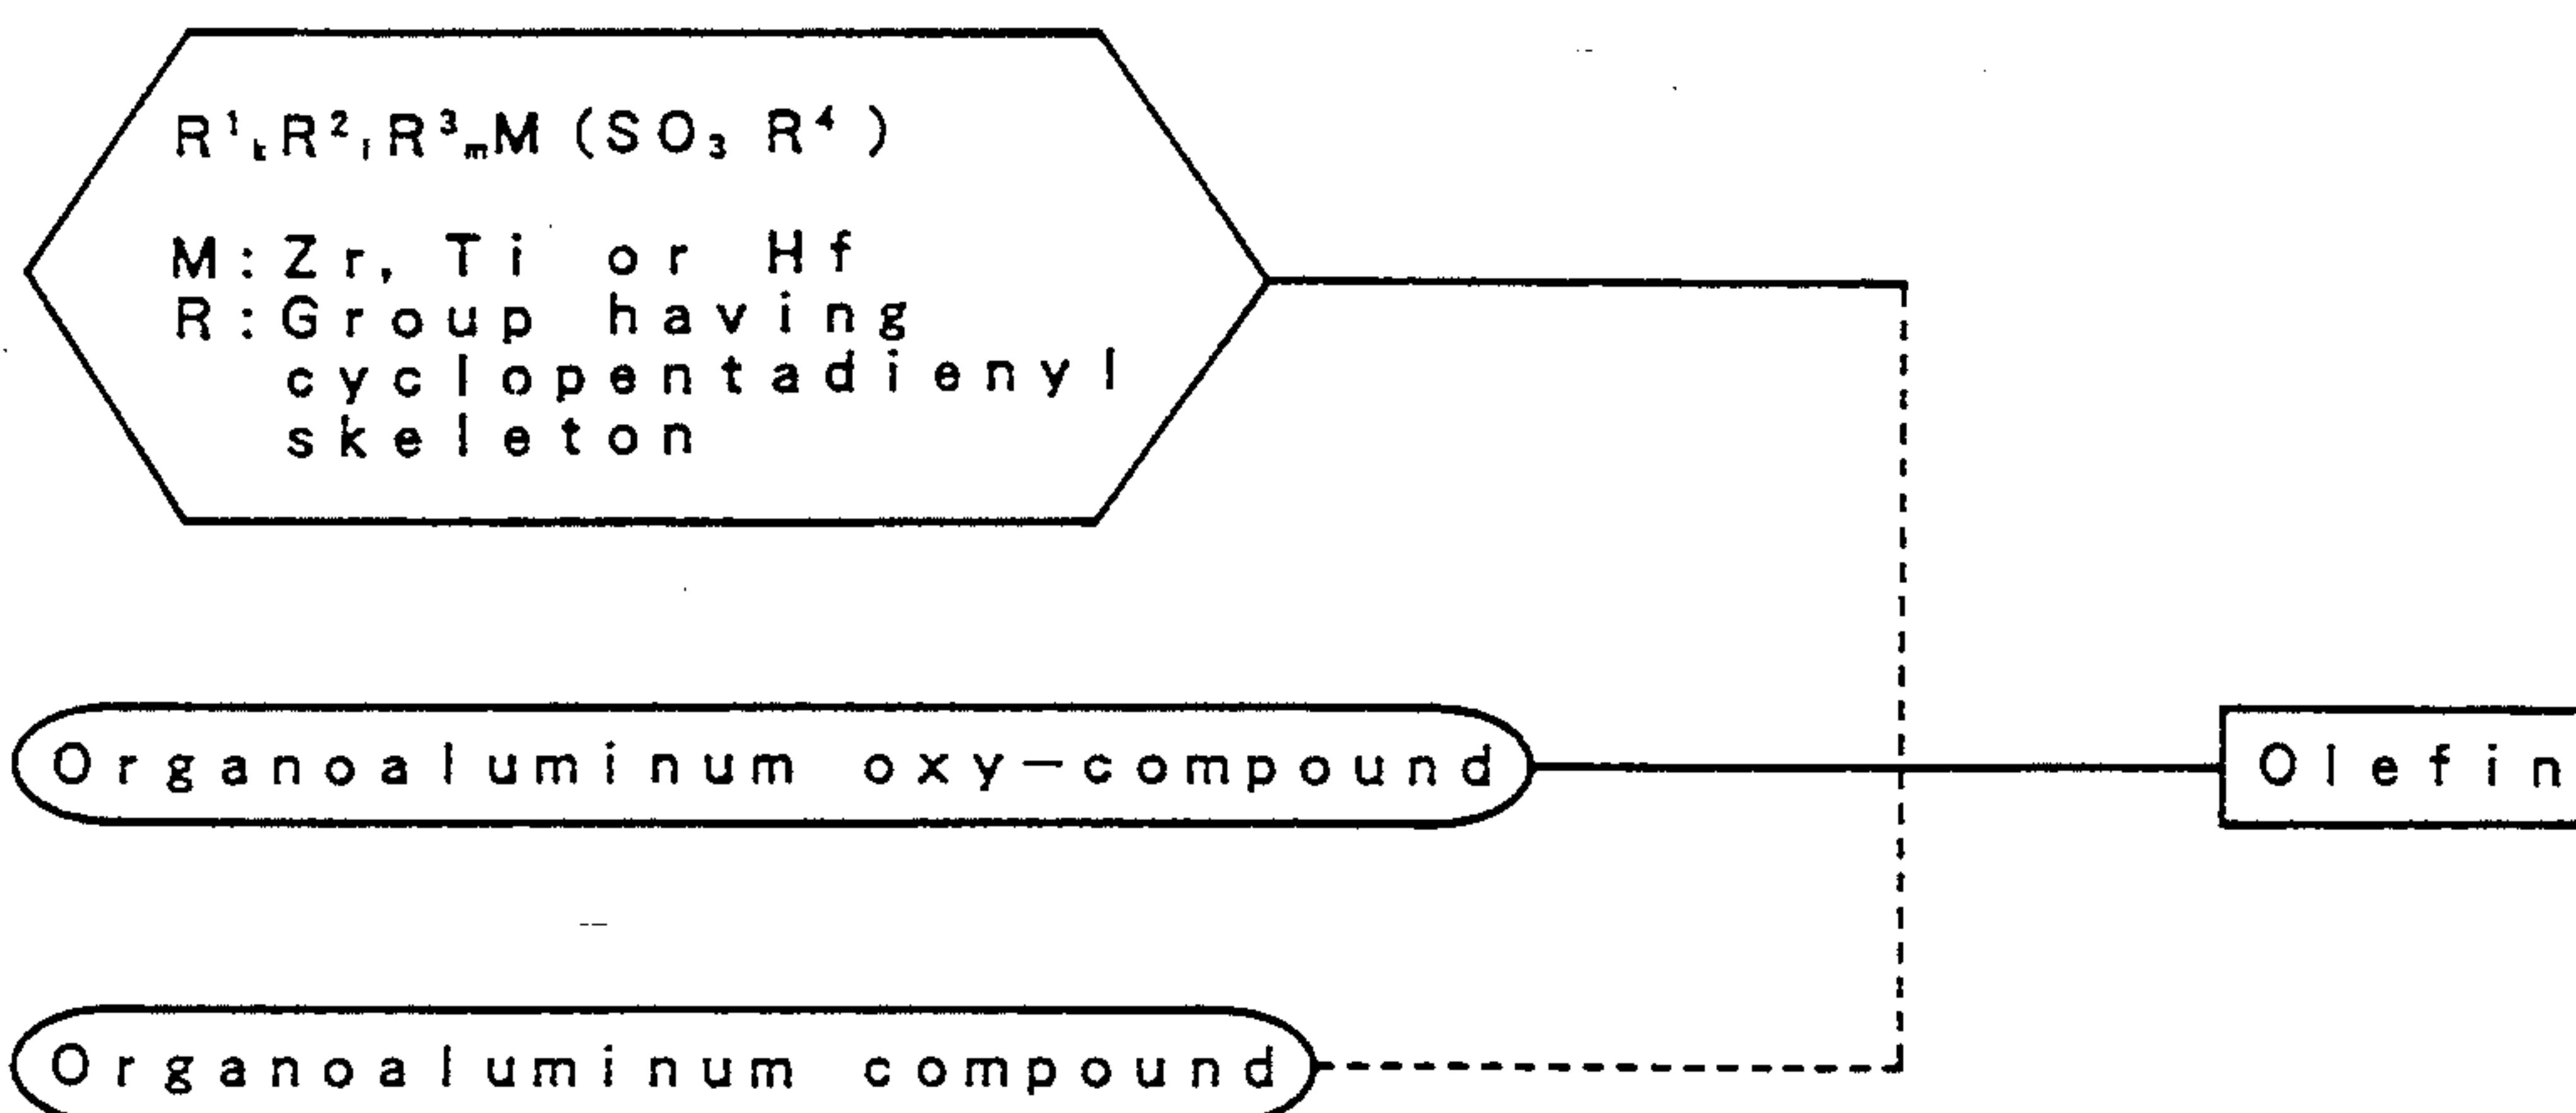 R¹ₖR²ₗR³ₘM (SO₃ R⁴)
M: Zr, Ti or Hf
R: Group having
cyclopentadienyl
skeleton
Organoaluminum oxy-compound
Olefin
Organoaluminum compound